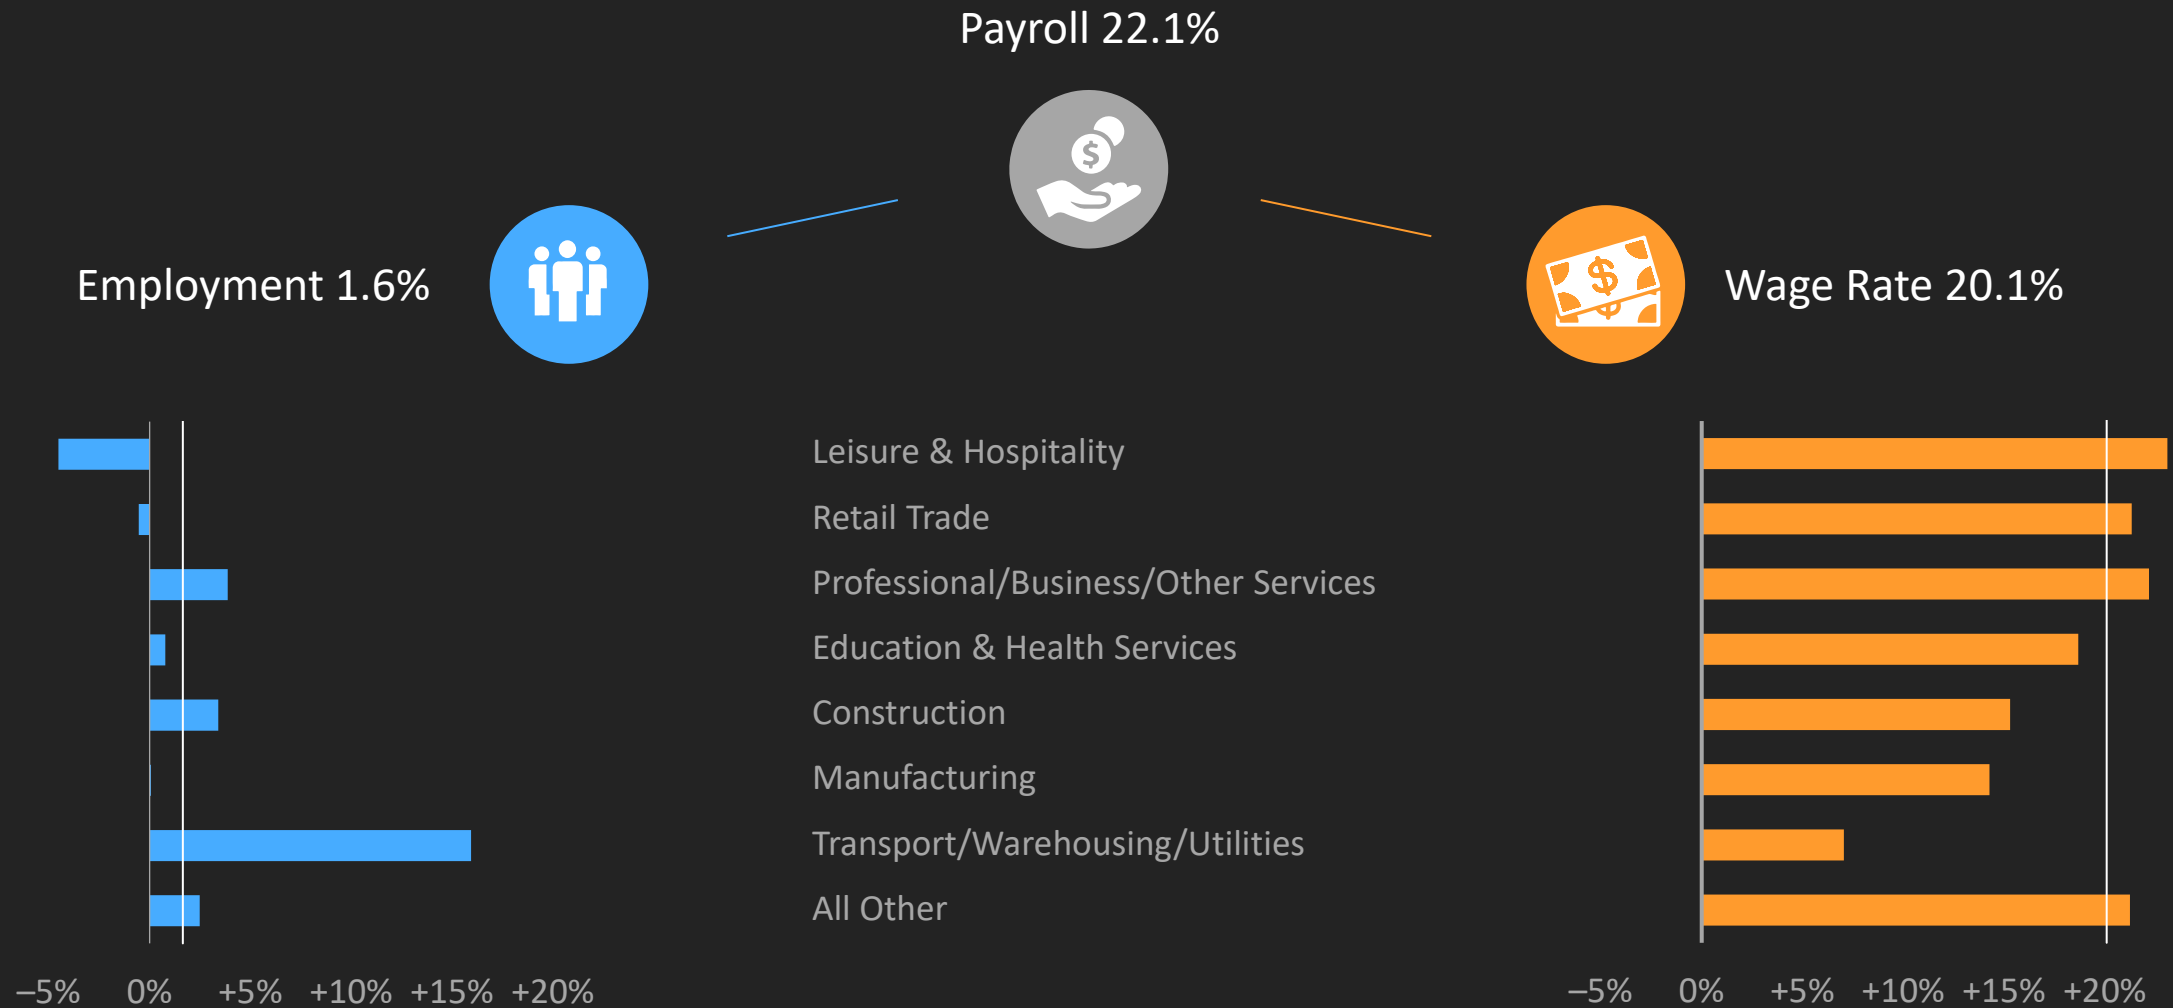 Payroll 22.1%
Employment 1.6%
Wage Rate 20.1%
Leisure & Hospitality
Retail Trade
Professional/Business/Other Services
Education & Health Services
Construction
Manufacturing
Transport/Warehousing/Utilities
All Other
–5% 0% +5% +10% +15% +20%
–5% 0% +5% +10% +15% +20%